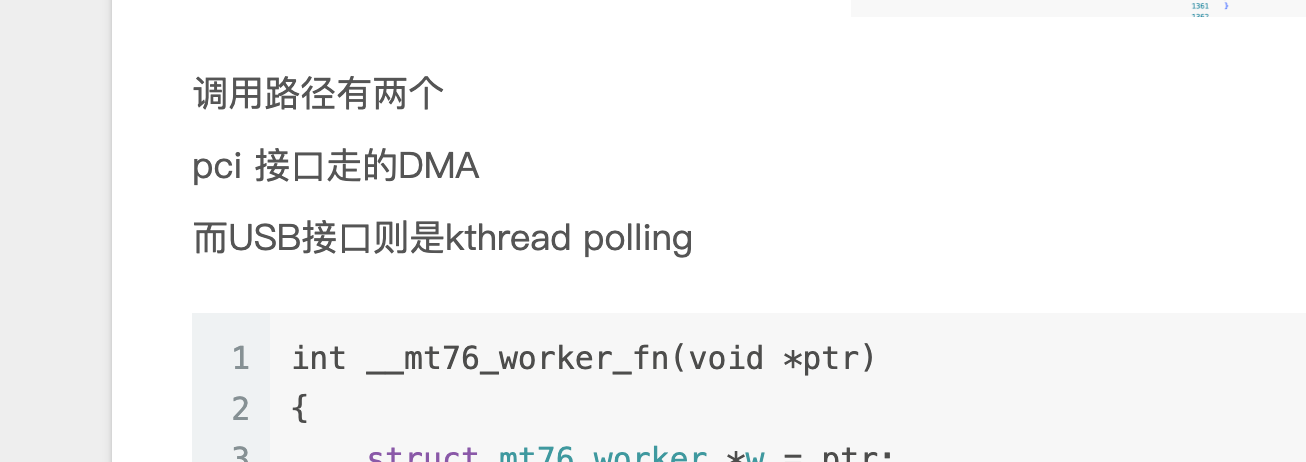 1361 }
调用路径有两个
pci 接口走的DMA
而USB接口则是kthread polling
1 int __mt76_worker_fn(void *ptr)
2 {
3 struct mt76_worker *w = ptr;